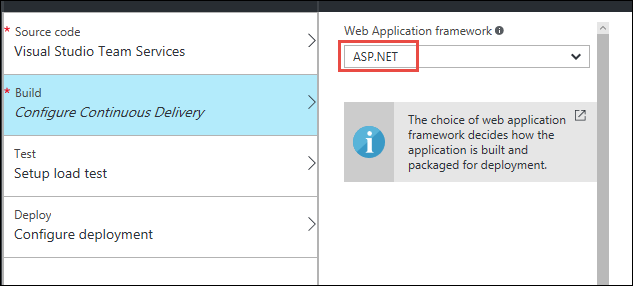 * Source code
Visual Studio Team Services
* Build
Configure Continuous Delivery
Test
Setup load test
Deploy
Configure deployment
Web Application framework
ASP.NET
The choice of web application
framework decides how the
application is built and
packaged for deployment.